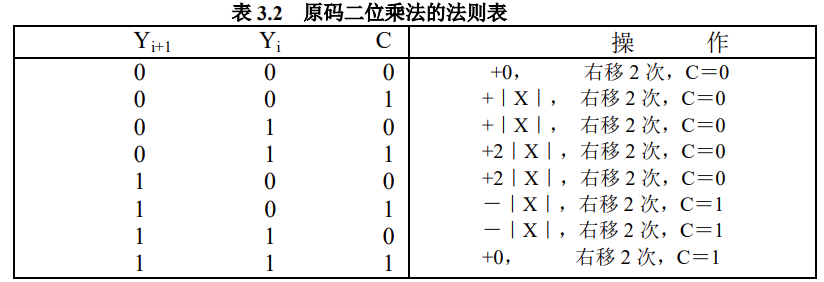 表 3.2 原码二位乘法的法则表
Yi+1 Yi C 操 作
0 0 0 +0, 右移 2 次，C＝0
0 0 1 +｜X｜， 右移 2 次，C＝0
0 1 0 +｜X｜， 右移 2 次，C＝0
0 1 1 +2｜X｜，右移 2 次，C＝0
1 0 0 +2｜X｜，右移 2 次，C＝0
1 0 1 －｜X｜，右移 2 次，C＝1
1 1 0 －｜X｜，右移 2 次，C＝1
1 1 1 +0, 右移 2 次，C＝1